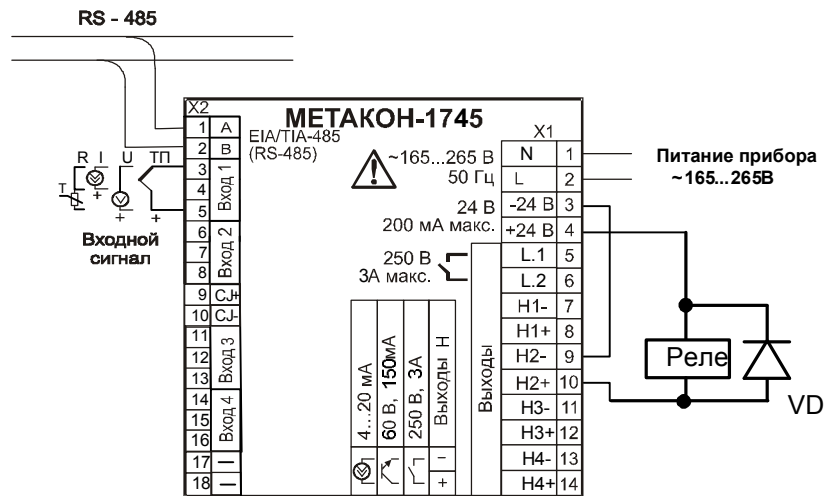 RS - 485
X2
МЕТАКОН-1745
1 A
2 B
3
4
5
Вход 1
6
7
8
Вход 2
9 CJ+
10 CJ-
11
12
13
Вход 3
14
15
16
Вход 4
17 —
18 —
EIA/TIA-485
(RS-485)
R I U ТП
T
+ + +
Входной
сигнал
~165...265 В
50 Гц
24 В
200 мА макс.
250 В
3А макс.
X1
N 1
L 2
-24 В 3
+24 В 4
L.1 5
L.2 6
H1- 7
H1+ 8
H2- 9
H2+ 10
H3- 11
H3+ 12
H4- 13
H4+ 14
Выходы
4...20 мА
60 В, 150мА
250 В, 3А
Выходы Н
+ −
Питание прибора
~165...265В
Реле
VD